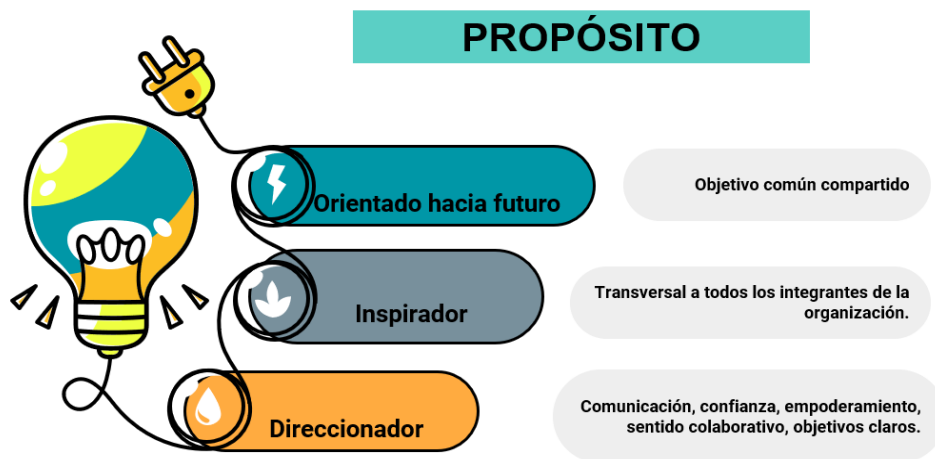 PROPÓSITO
Orientado hacia futuro
Objetivo común compartido
Inspirador
Transversal a todos los integrantes de la
organización.
Direccionador
Comunicación, confianza, empoderamiento,
sentido colaborativo, objetivos claros.